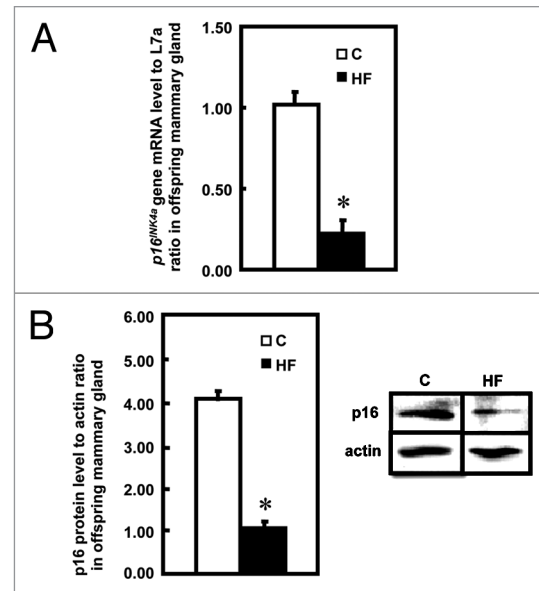 A
p16INK4a gene mRNA level to L7a
ratio in offspring mammary gland
1.50
1.00
0.50
0.00
C
HF
*
B
p16 protein level to actin ratio
in offspring mammary gland
6.00
5.00
4.00
3.00
2.00
1.00
0.00
C
HF
*
C HF
p16
actin